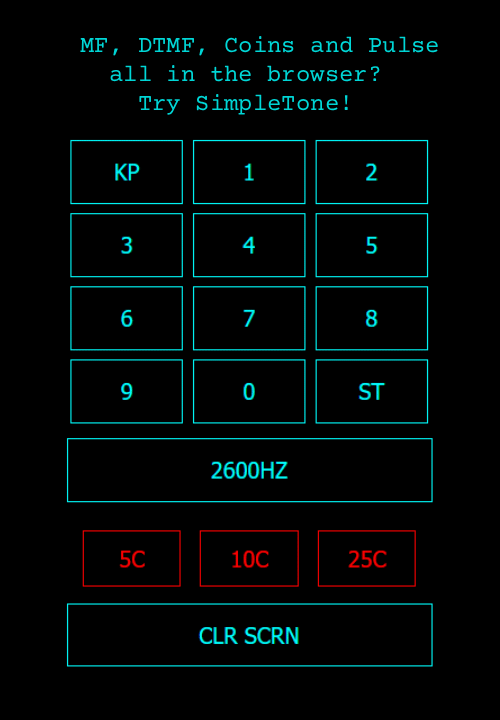 MF, DTMF, Coins and Pulse
all in the browser?
Try SimpleTone!
KP 1 2
3 4 5
6 7 8
9 0 ST
2600HZ
5C 10C 25C
CLR SCRN